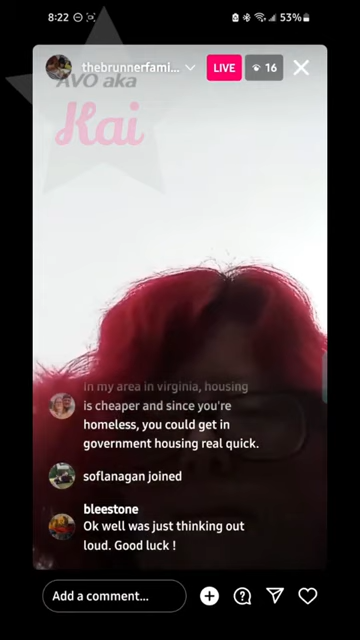 8:22
53%
thebrunnerfami...
LIVE
16
AVO aka
Kai
in my area in virginia, housing
is cheaper and since you're
homeless, you could get in
government housing real quick.
soflanagan joined
bleestone
Ok well was just thinking out
loud. Good luck !
Add a comment...